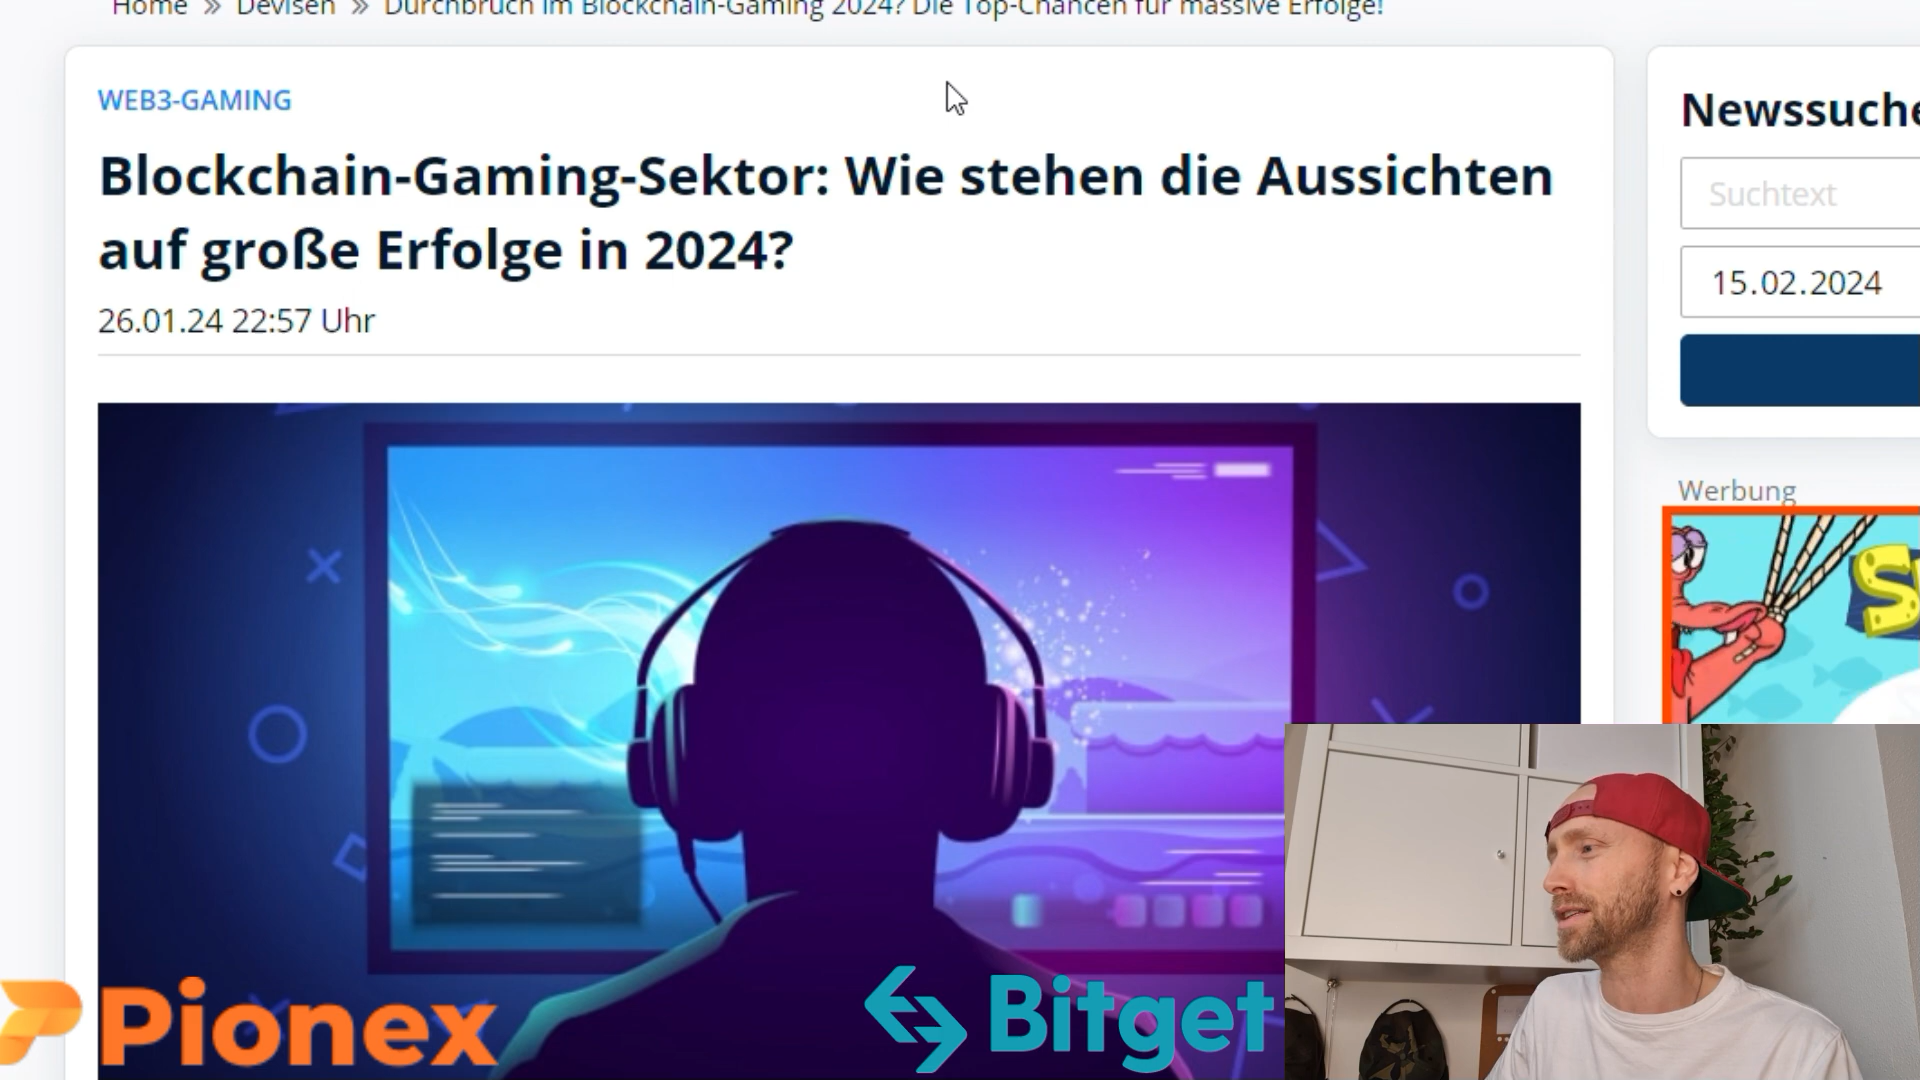 Home » Devisen » Durchbruch im Blockchain-Gaming 2024? Die Top-Chancen für massive Erfolge!
WEB3-GAMING
Blockchain-Gaming-Sektor: Wie stehen die Aussichten
auf große Erfolge in 2024?
26.01.24 22:57 Uhr
Newssuche
Suchtext
15.02.2024
Werbung
Pionex
Bitget